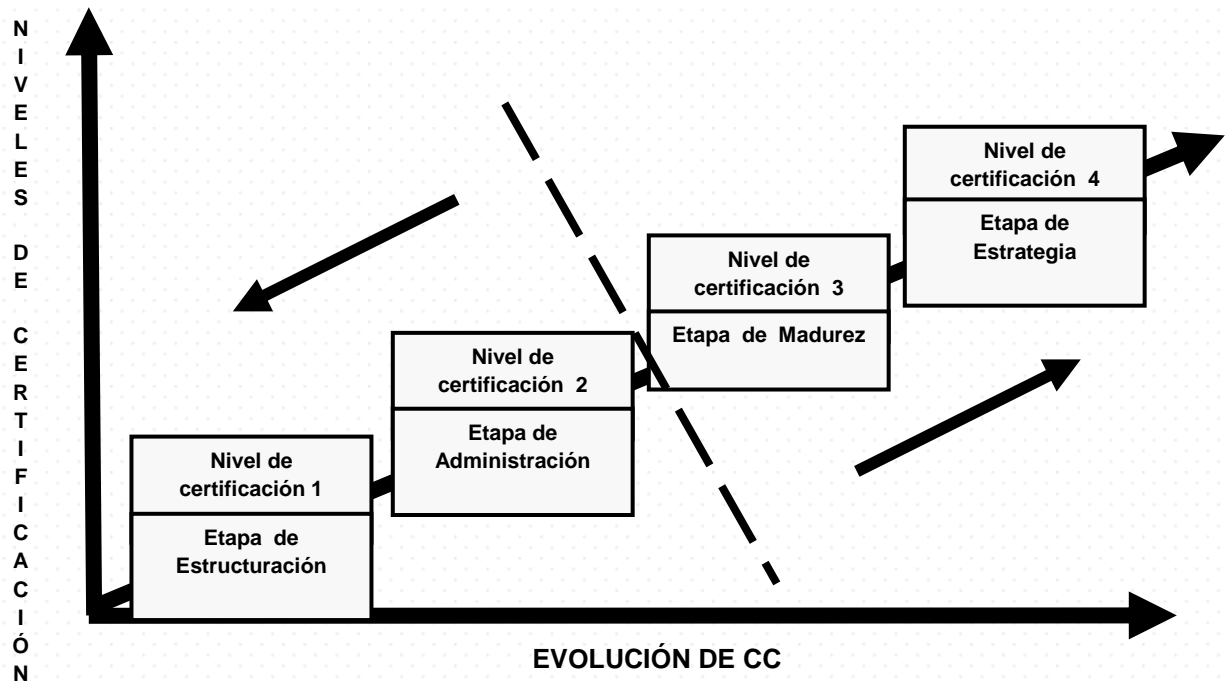 NIVELES DE CERTIFICACIÓN
Nivel de
certificación 4
Etapa de
Estrategia
Nivel de
certificación 3
Etapa de Madurez
Nivel de
certificación 2
Etapa de
Administración
Nivel de
certificación 1
Etapa de
Estructuración
EVOLUCIÓN DE CC